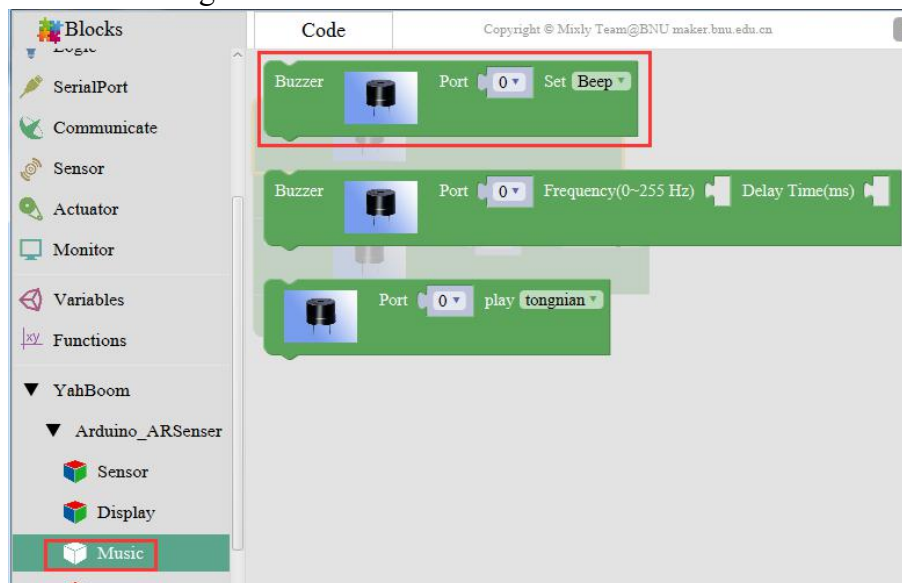 Blocks
Code
Copyright © Mixly Team@BNU maker.bnu.edu.cn
Logic
SerialPort
Communicate
Sensor
Actuator
Monitor
Variables
Functions
YahBoom
Arduino_ARSenser
Sensor
Display
Music
Buzzer Port 0 Set Beep
Buzzer Port 0 Frequency(0~255 Hz) Delay Time(ms)
Port 0 play tongnian